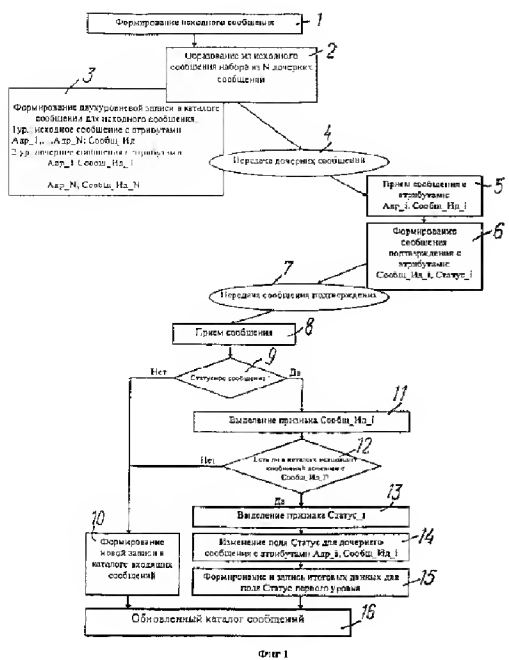 Формирование исходного сообщения
1
Образование из исходного
сообщения набора из N дочерних
сообщений
2
3
Формирование двухуровневой записи в каталоге
сообщений для исходного сообщения.
1 ур. исходное сообщение с атрибутами
Адр_1,...,Адр_N; Сообщ_Ид
2 ур. дочернее сообщения с атрибутами
Адр_1 Сообщ_Ид_1
Адр_N, Сообщ_Ид_N
4
Передача дочерних сообщений
Прием сообщения с
атрибутами
Адр_i, Сообщ_Ид_i
5
Формирование
сообщения
подтверждения с
атрибутами
Сообщ_Ид_i, Статус_i
6
7
Передача сообщения подтверждения
Прием сообщения
8
9
Нет
Статусное сообщение?
Да
11
Выделение признака Сообщ_Ид_i
12
Нет
Есть ли в каталоге
сообщений дочернее с
Сообщ_Ид_i?
Да
13
Выделение признака Статус_i
10
Формирование
новой записи в
каталоге входящих
сообщений
Изменение поля Статус для дочернего
сообщения с атрибутами Адр_i, Сообщ_Ид_i
14
Формирование и запись итоговых данных для
поля Статус первого уровня
15
Обновленный каталог сообщений
16
Фиг 1